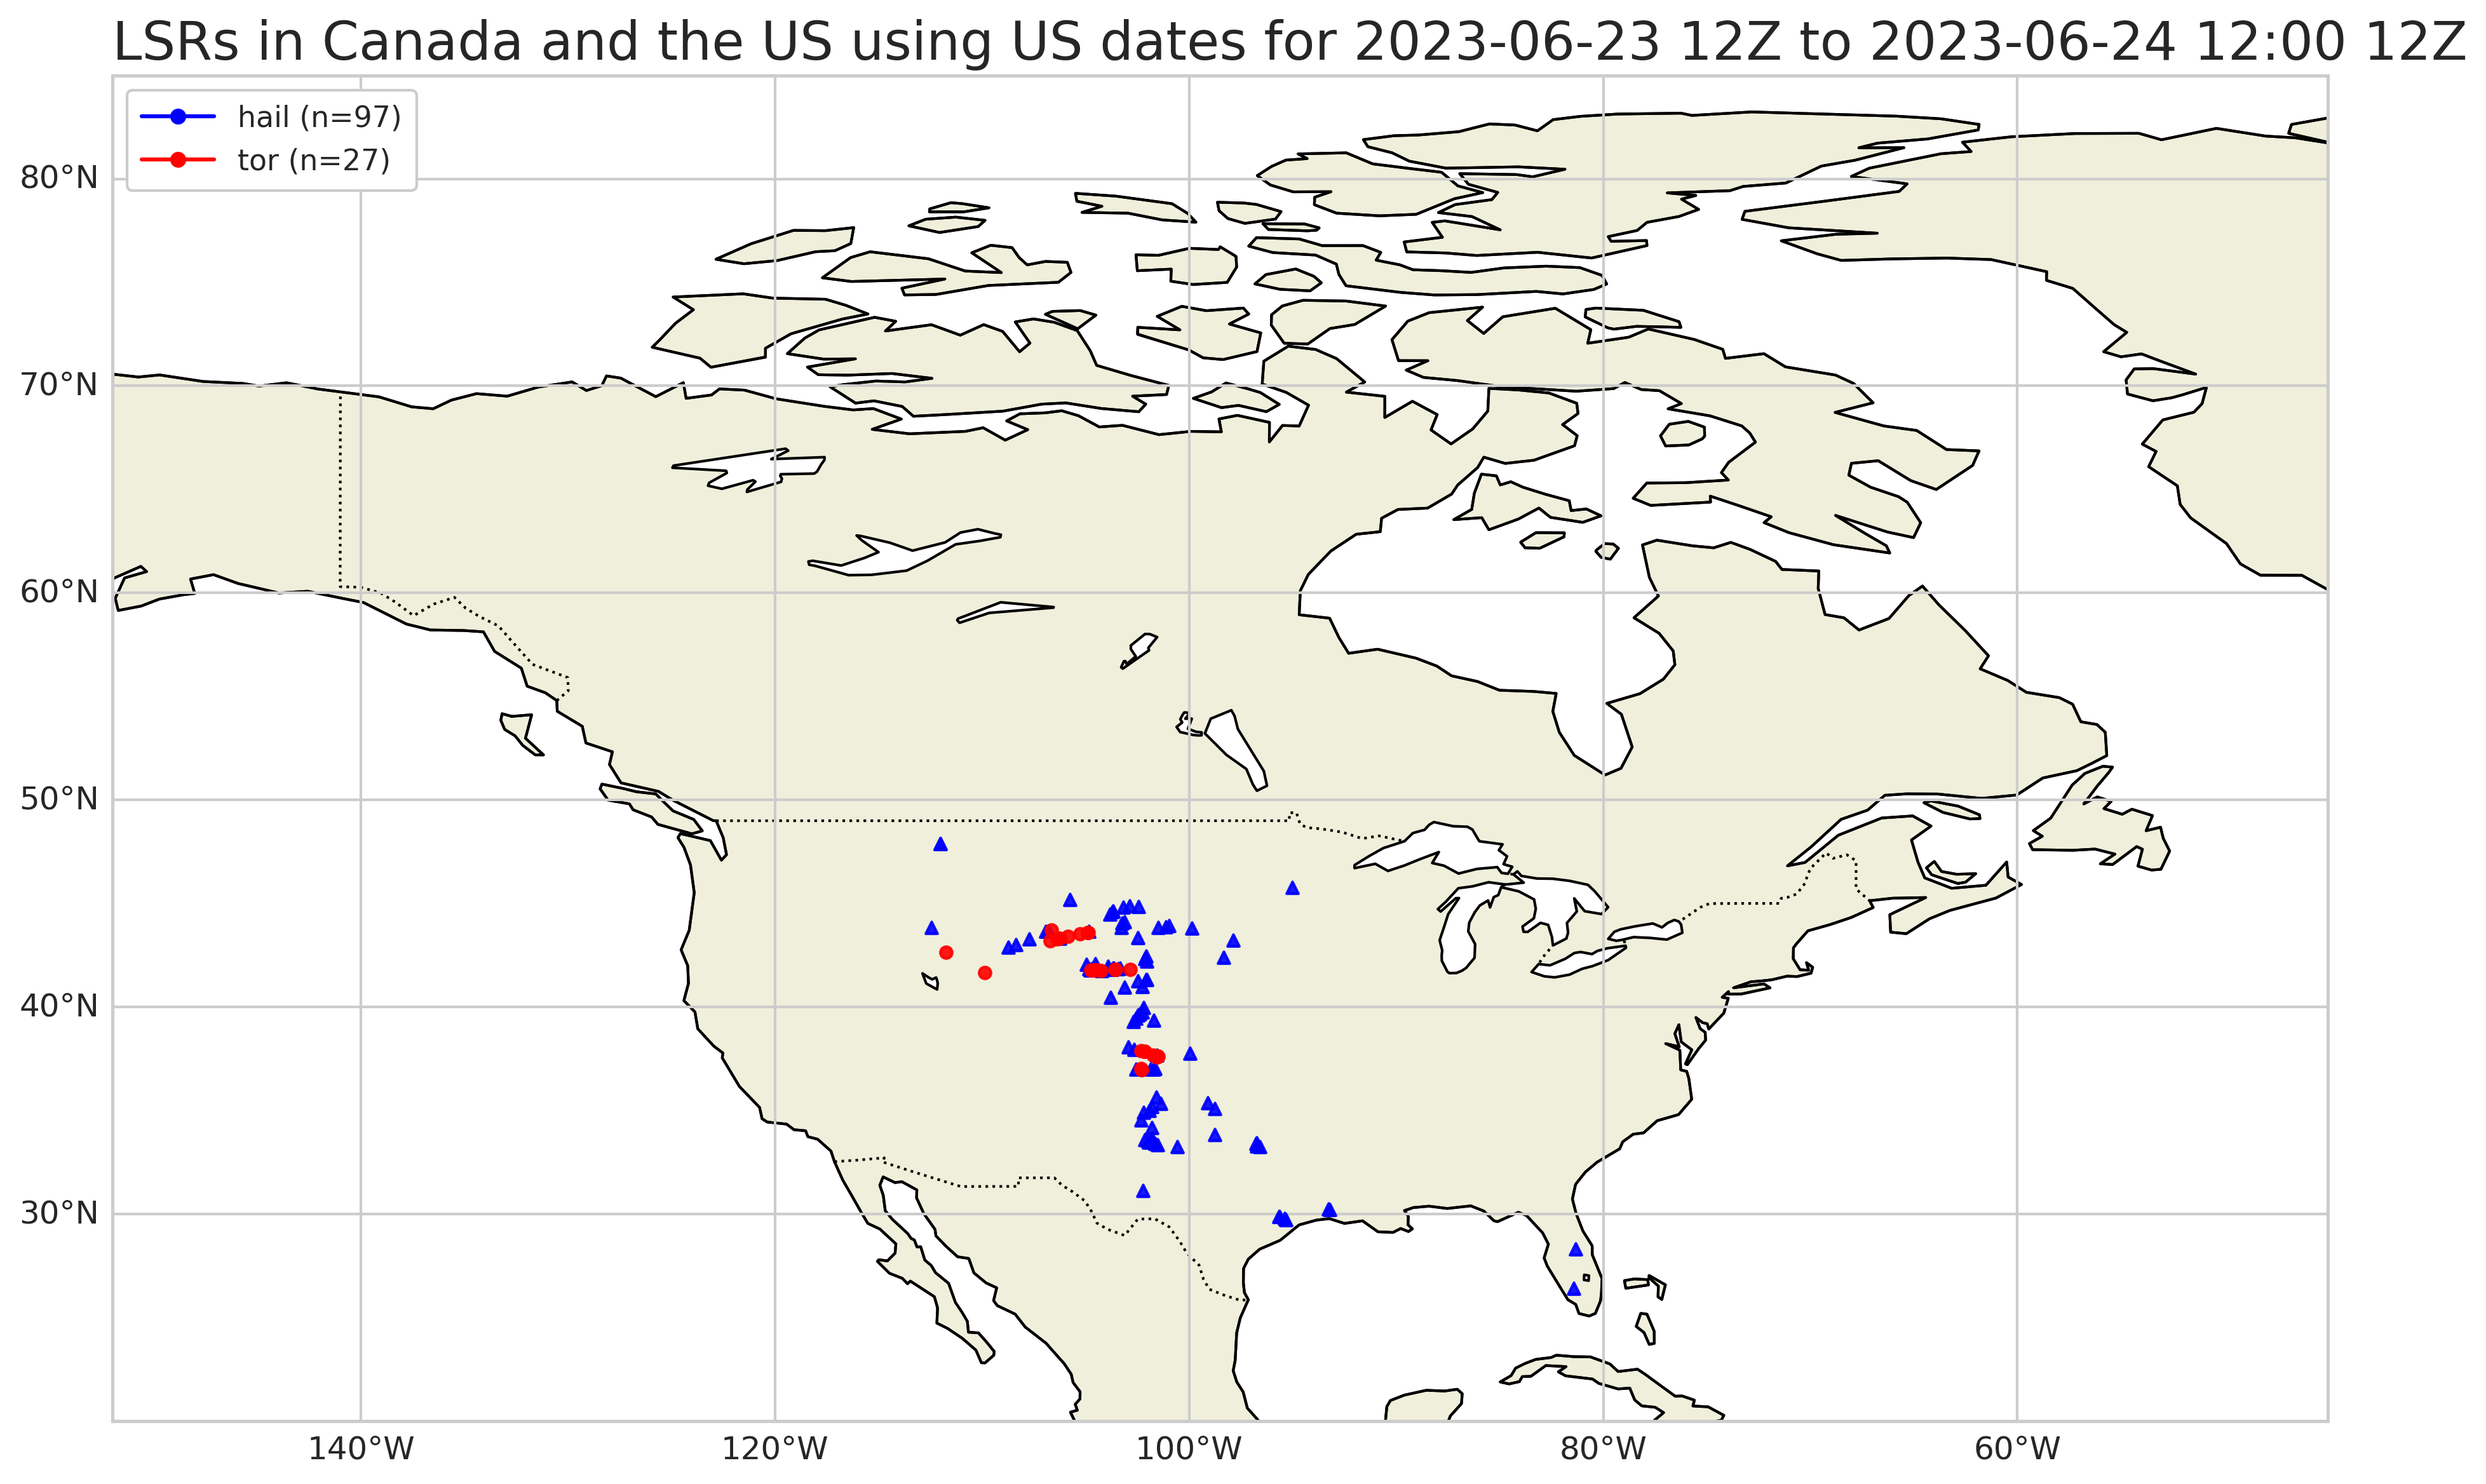 LSRs in Canada and the US using US dates for 2023-06-23 12Z to 2023-06-24 12:00 12Z
hail (n=97)
tor (n=27)
80°N
70°N
60°N
50°N
40°N
30°N
140°W
120°W
100°W
80°W
60°W